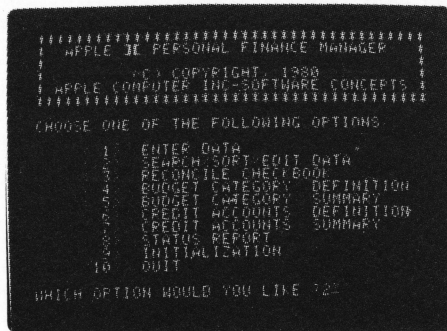 ****************************************
* APPLE ][ PERSONAL FINANCE MANAGER *
* (C) COPYRIGHT, 1980 *
* APPLE COMPUTER INC-SOFTWARE CONCEPTS *
****************************************
CHOOSE ONE OF THE FOLLOWING OPTIONS
1 ENTER DATA
2 SEARCH/SORT/EDIT DATA
3 RECONCILE CHECKBOOK
4 BUDGET CATEGORY DEFINITION
5 BUDGET CATEGORY SUMMARY
6 CREDIT ACCOUNTS DEFINITION
7 CREDIT ACCOUNTS SUMMARY
8 STATUS REPORT
9 INITIALIZATION
10 QUIT
WHICH OPTION WOULD YOU LIKE ?2